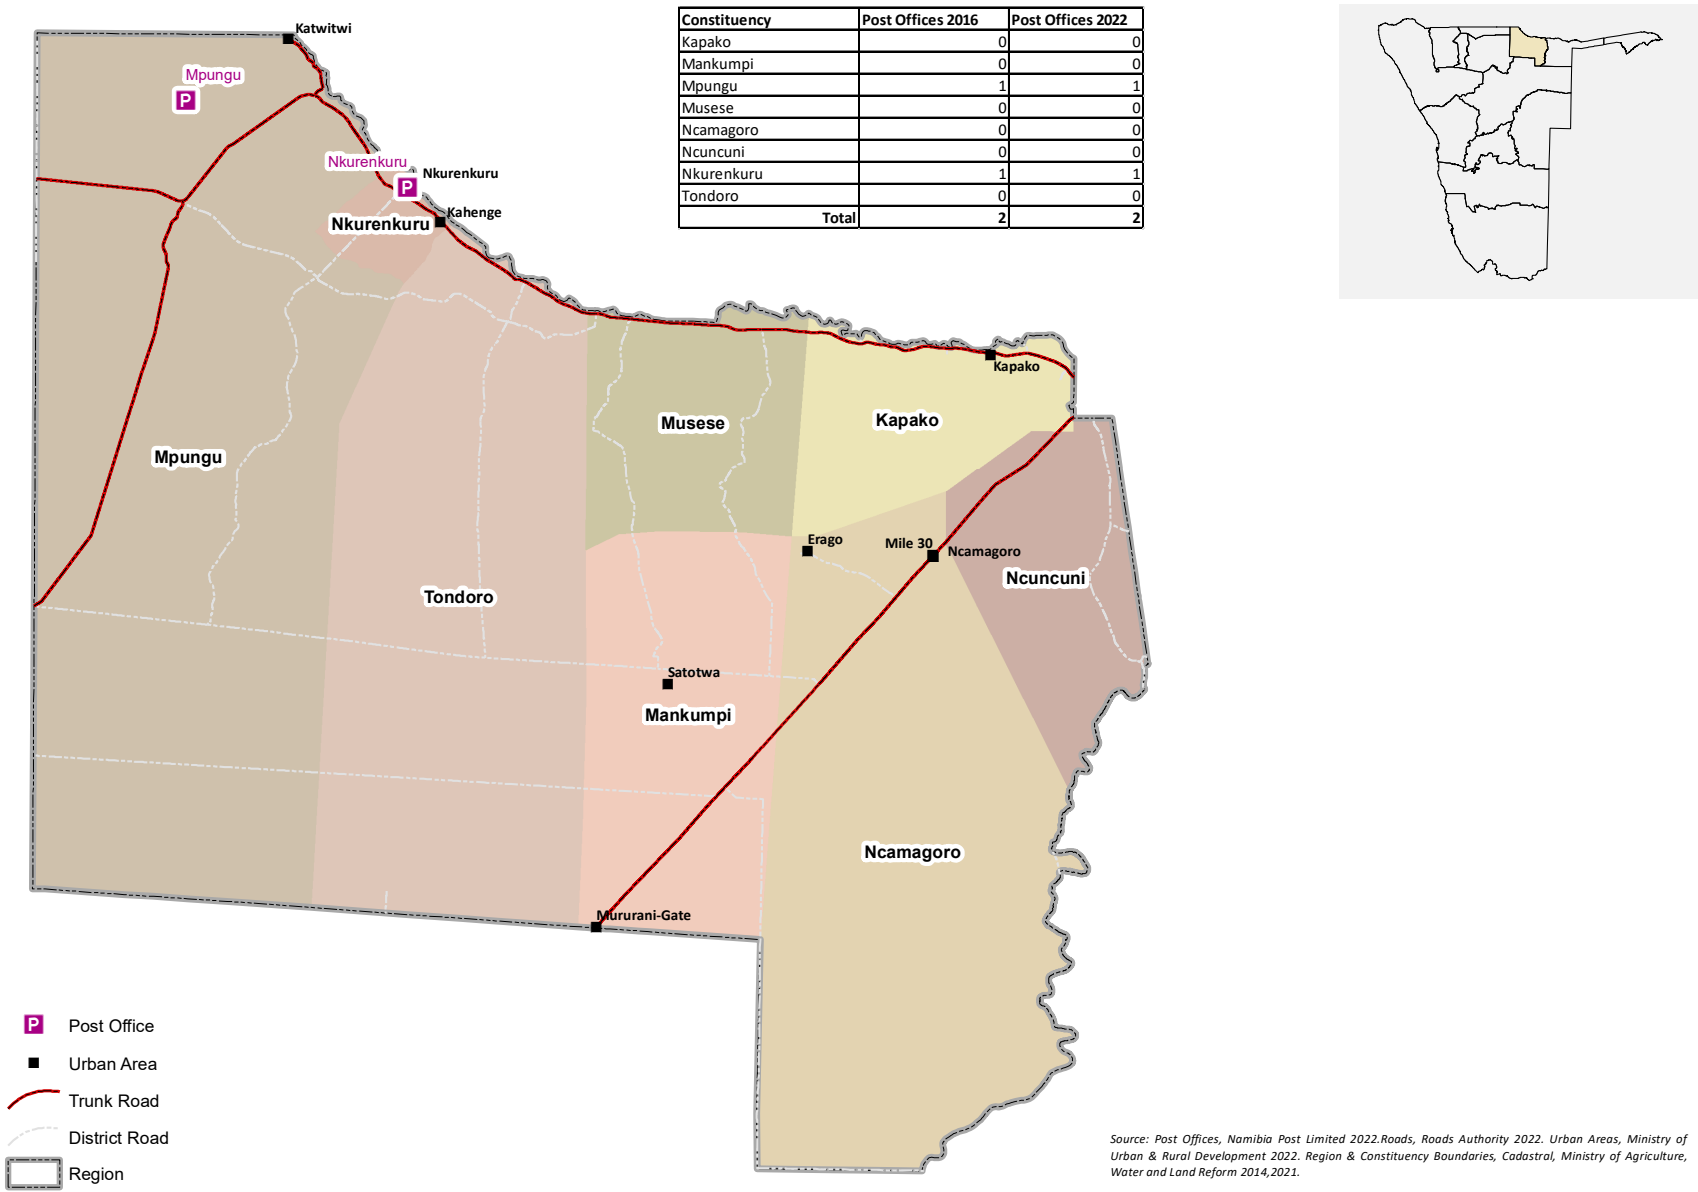 Constituency Post Offices 2016 Post Offices 2022
Kapako 0 0
Mankumpi 0 0
Mpungu 1 1
Musese 0 0
Ncamagoro 0 0
Ncuncuni 0 0
Nkurenkuru 1 1
Tondoro 0 0
Total 2 2
Katwitwi
Mpungu
P
Nkurenkuru
Nkurenkuru
P
Kahenge
Nkurenkuru
Kapako
Musese
Kapako
Mpungu
Erago
Mile 30
Ncamagoro
Ncuncuni
Tondoro
Satotwa
Mankumpi
Ncamagoro
Mururani-Gate
P Post Office
Urban Area
Trunk Road
District Road
Region
Source: Post Offices, Namibia Post Limited 2022.Roads, Roads Authority 2022. Urban Areas, Ministry of
Urban & Rural Development 2022. Region & Constituency Boundaries, Cadastral, Ministry of Agriculture,
Water and Land Reform 2014,2021.